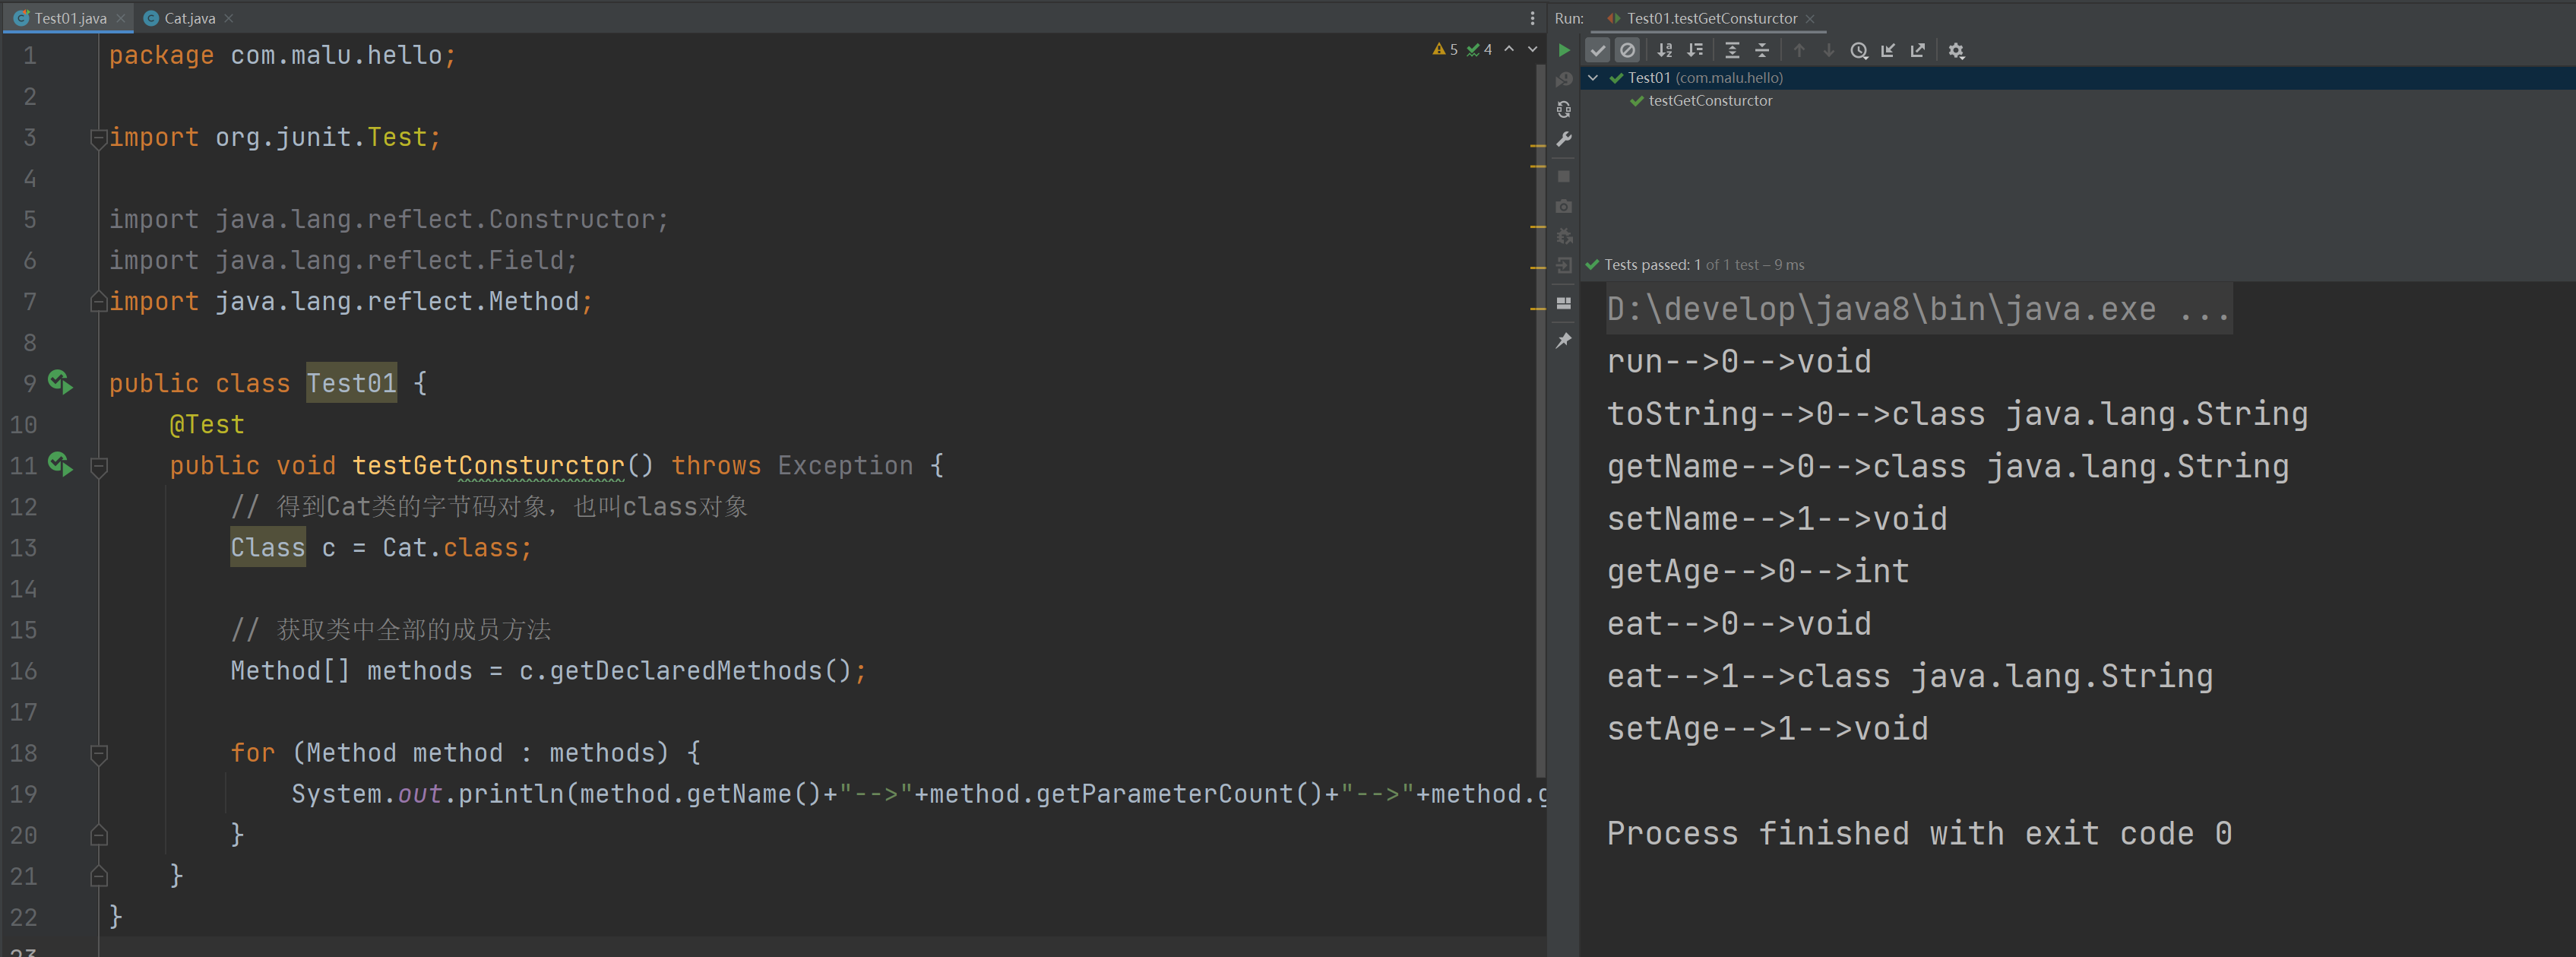 Test01.java
Cat.java
1 package com.malu.hello;
2
3 import org.junit.Test;
4
5 import java.lang.reflect.Constructor;
6 import java.lang.reflect.Field;
7 import java.lang.reflect.Method;
8
9 public class Test01 {
10 @Test
11 public void testGetConsturctor() throws Exception {
12 // 得到Cat类的字节码对象，也叫class对象
13 Class c = Cat.class;
14
15 // 获取类中全部的成员方法
16 Method[] methods = c.getDeclaredMethods();
17
18 for (Method method : methods) {
19 System.out.println(method.getName()+"-->"+method.getParameterCount()+"-->"+method.g
20 }
21 }
22 }
23
5 4
Run: Test01.testGetConsturctor
Test01 (com.malu.hello)
testGetConsturctor
Tests passed: 1 of 1 test – 9 ms
D:\develop\java8\bin\java.exe ...
run-->0-->void
toString-->0-->class java.lang.String
getName-->0-->class java.lang.String
setName-->1-->void
getAge-->0-->int
eat-->0-->void
eat-->1-->class java.lang.String
setAge-->1-->void
Process finished with exit code 0